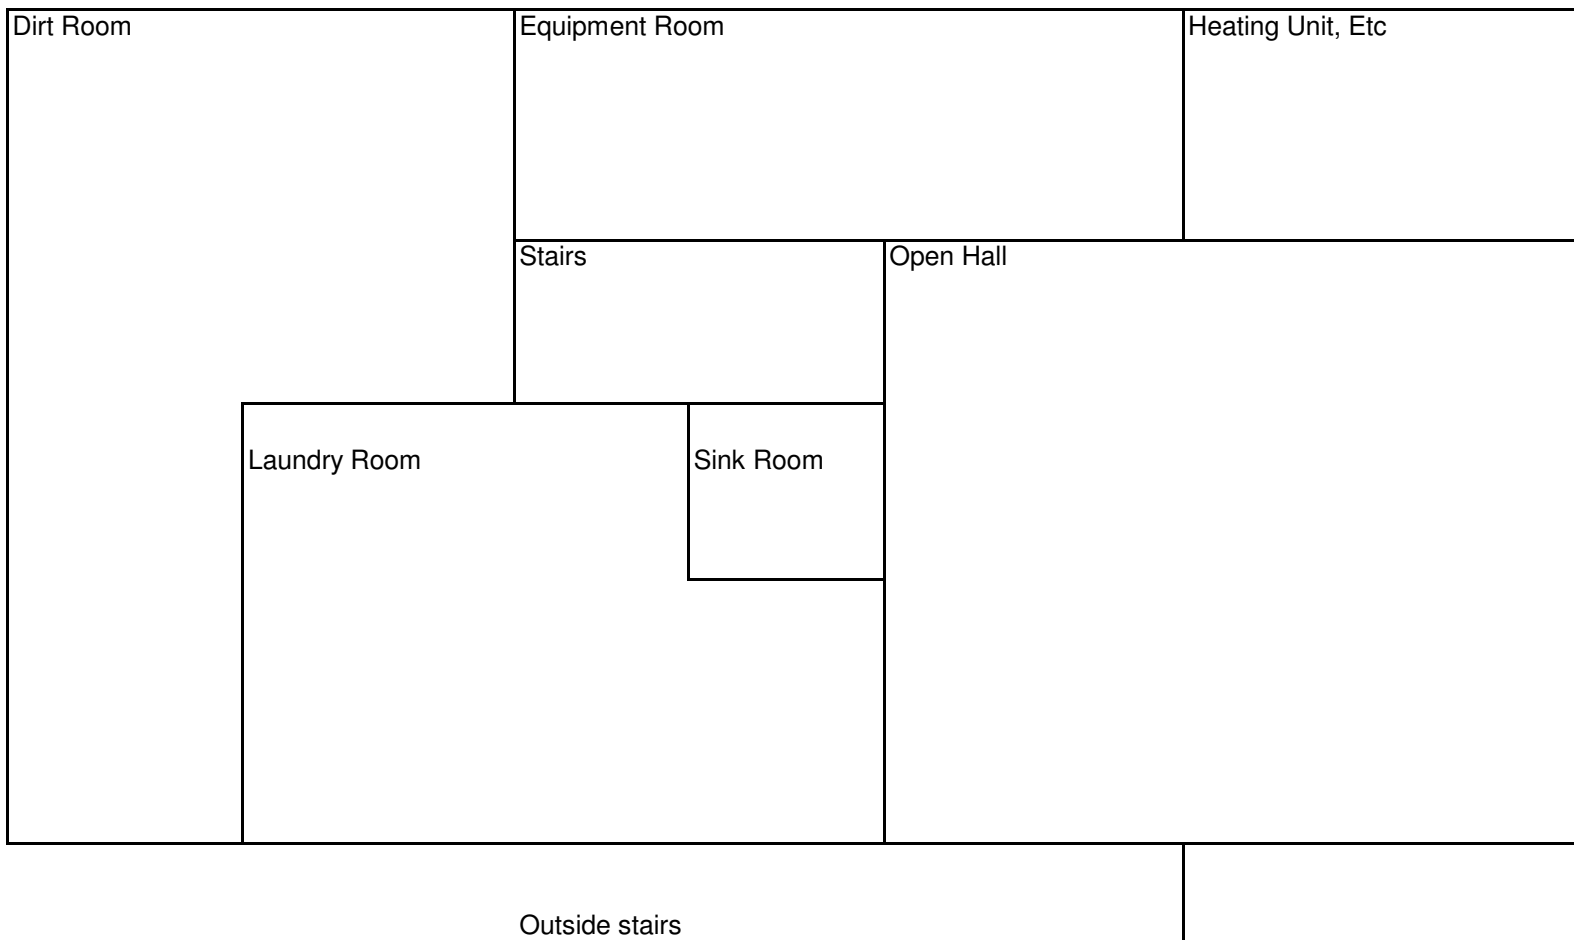 Dirt Room
Equipment Room
Heating Unit, Etc
Stairs
Open Hall
Laundry Room
Sink Room
Outside stairs